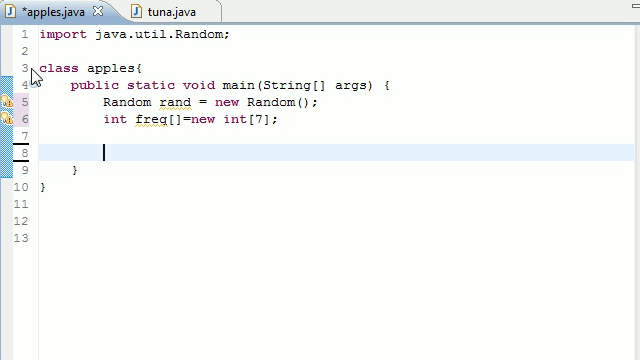 *apples.java tuna.java
1 import java.util.Random;
2
3 class apples{
4 public static void main(String[] args) {
5 Random rand = new Random();
6 int freq[]=new int[7];
7
8
9 }
10 }
11
12
13